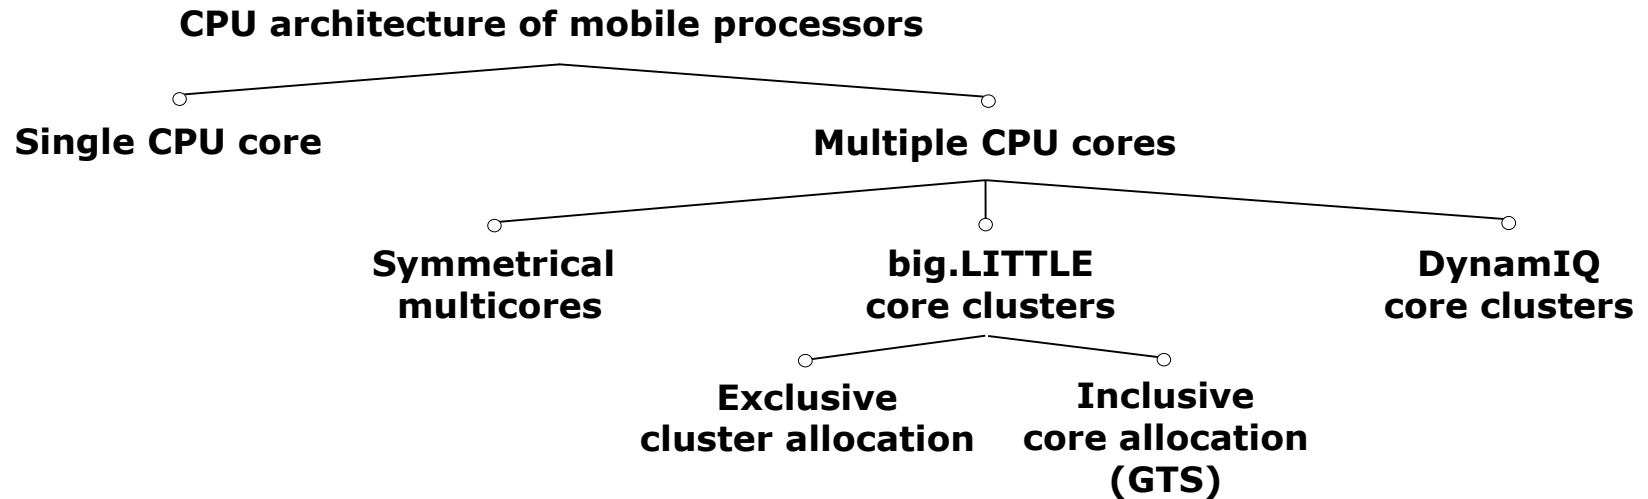 CPU architecture of mobile processors
Single CPU core
Multiple CPU cores
Symmetrical
multicores
big.LITTLE
core clusters
DynamIQ
core clusters
Exclusive
cluster allocation
Inclusive
core allocation
(GTS)